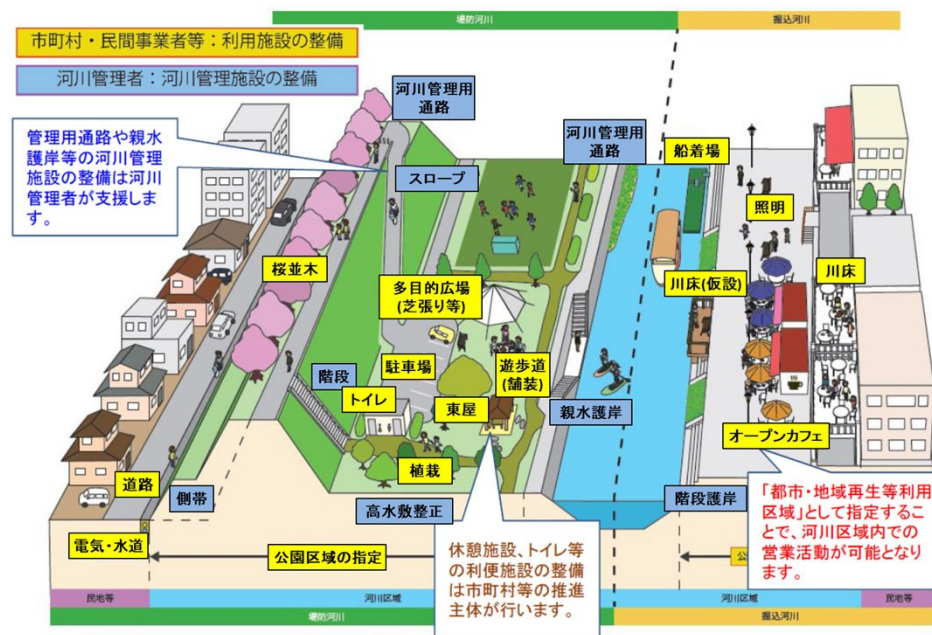 堤防河川
掘込河川
市町村・民間事業者等：利用施設の整備
河川管理者：河川管理施設の整備
河川管理用
通路
管理用通路や親水
護岸等の河川管理
施設の整備は河川
管理者が支援しま
す。
スロープ
河川管理用
通路
船着場
照明
桜並木
多目的広場
(芝張り等)
川床(仮設)
川床
駐車場
階段
トイレ
遊歩道
(舗装)
東屋
親水護岸
オープンカフェ
植栽
道路
側帯
高水敷整正
階段護岸
「都市・地域再生等利用
区域」として指定するこ
とで、河川区域内での
営業活動が可能となり
ます。
電気・水道
公園区域の指定
休憩施設、トイレ等
の利便施設の整備
は市町村等の推進
主体が行います。
民地等
河川区域
河川区域
民地等
堤防河川
掘込河川